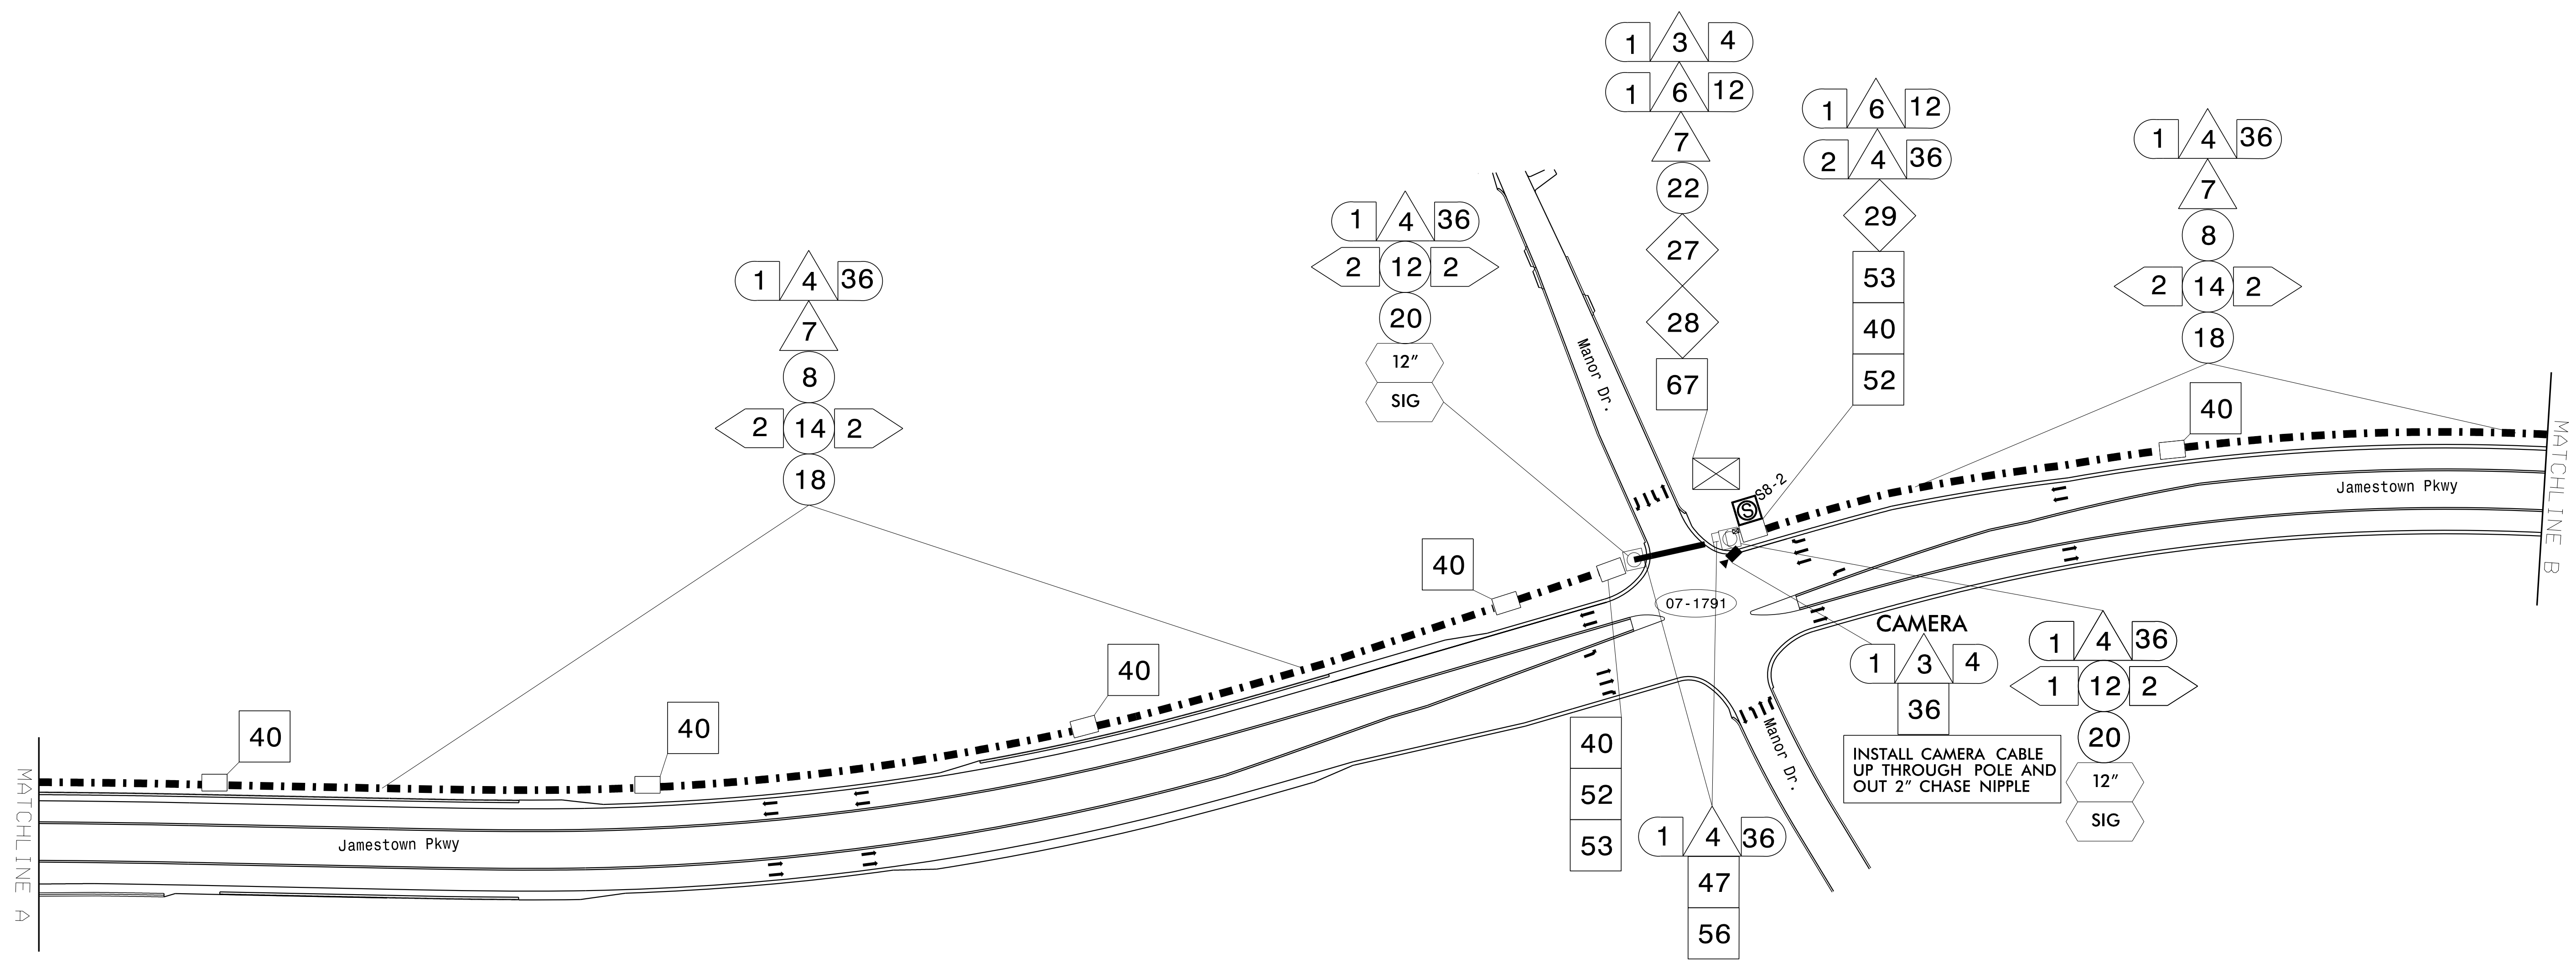 1 3 4
1 6 12
7
22
27
28
67
1 6 12
2 4 36
29
53
40
52
1 4 36
7
8
2 14 2
18
40
1 4 36
2 12 2
20
12"
SIG
1 4 36
7
8
2 14 2
18
Manor Dr.
S8-2
S
Jamestown Pkwy
MATCHLINE B
40
07-1791
40
40
40
40
52
53
CAMERA
1 3 4
36
INSTALL CAMERA CABLE
UP THROUGH POLE AND
OUT 2" CHASE NIPPLE
1 4 36
1 12 2
20
12"
SIG
Manor Dr.
1 4 36
47
56
40
Jamestown Pkwy
MATCHLINE A